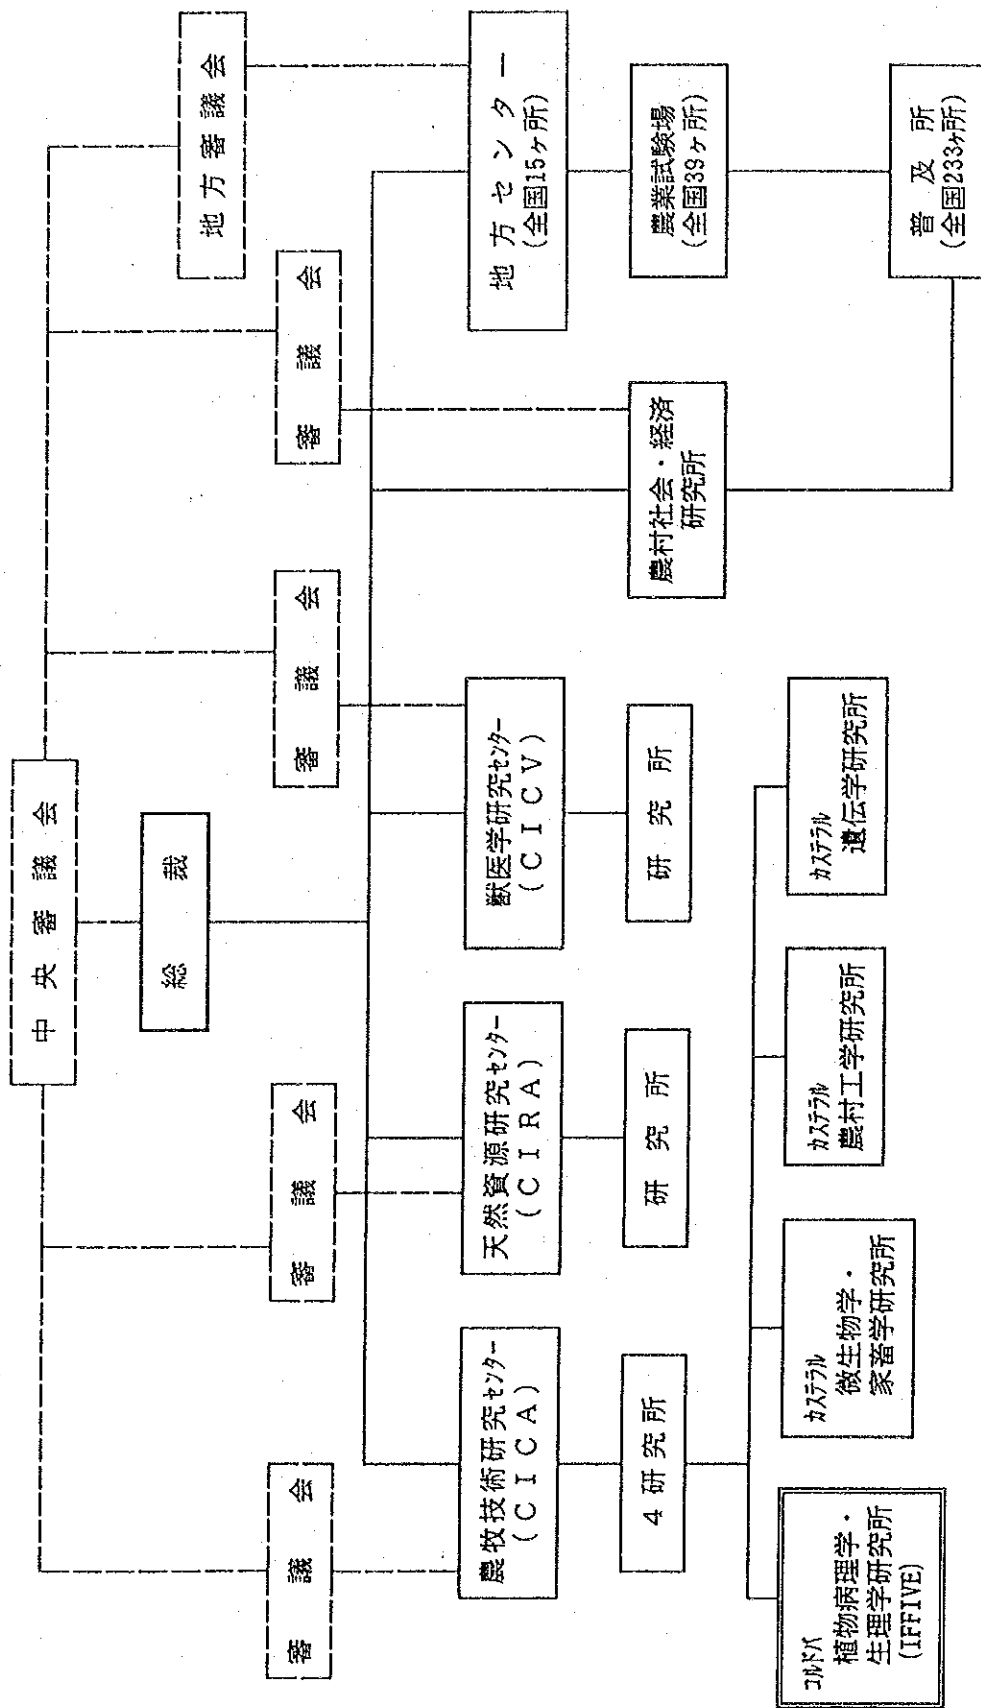 中央審議会
総裁
審議会
審議会
審議会
審議会
地方審議会
農牧技術研究センター
(CICA)
天然資源研究センター
(CIRA)
獣医学研究センター
(CICV)
地方センター
(全国15ヶ所)
4研究所
研究所
研究所
農村社会・経済
研究所
農業試験場
(全国39ヶ所)
コルドバ
植物病理学・
生理学研究所
(IFFIVE)
カステラル
微生物学・
家畜学研究所
カステラル
農村工学研究所
カステラル
遺伝学研究所
普及所
(全国233ヶ所)